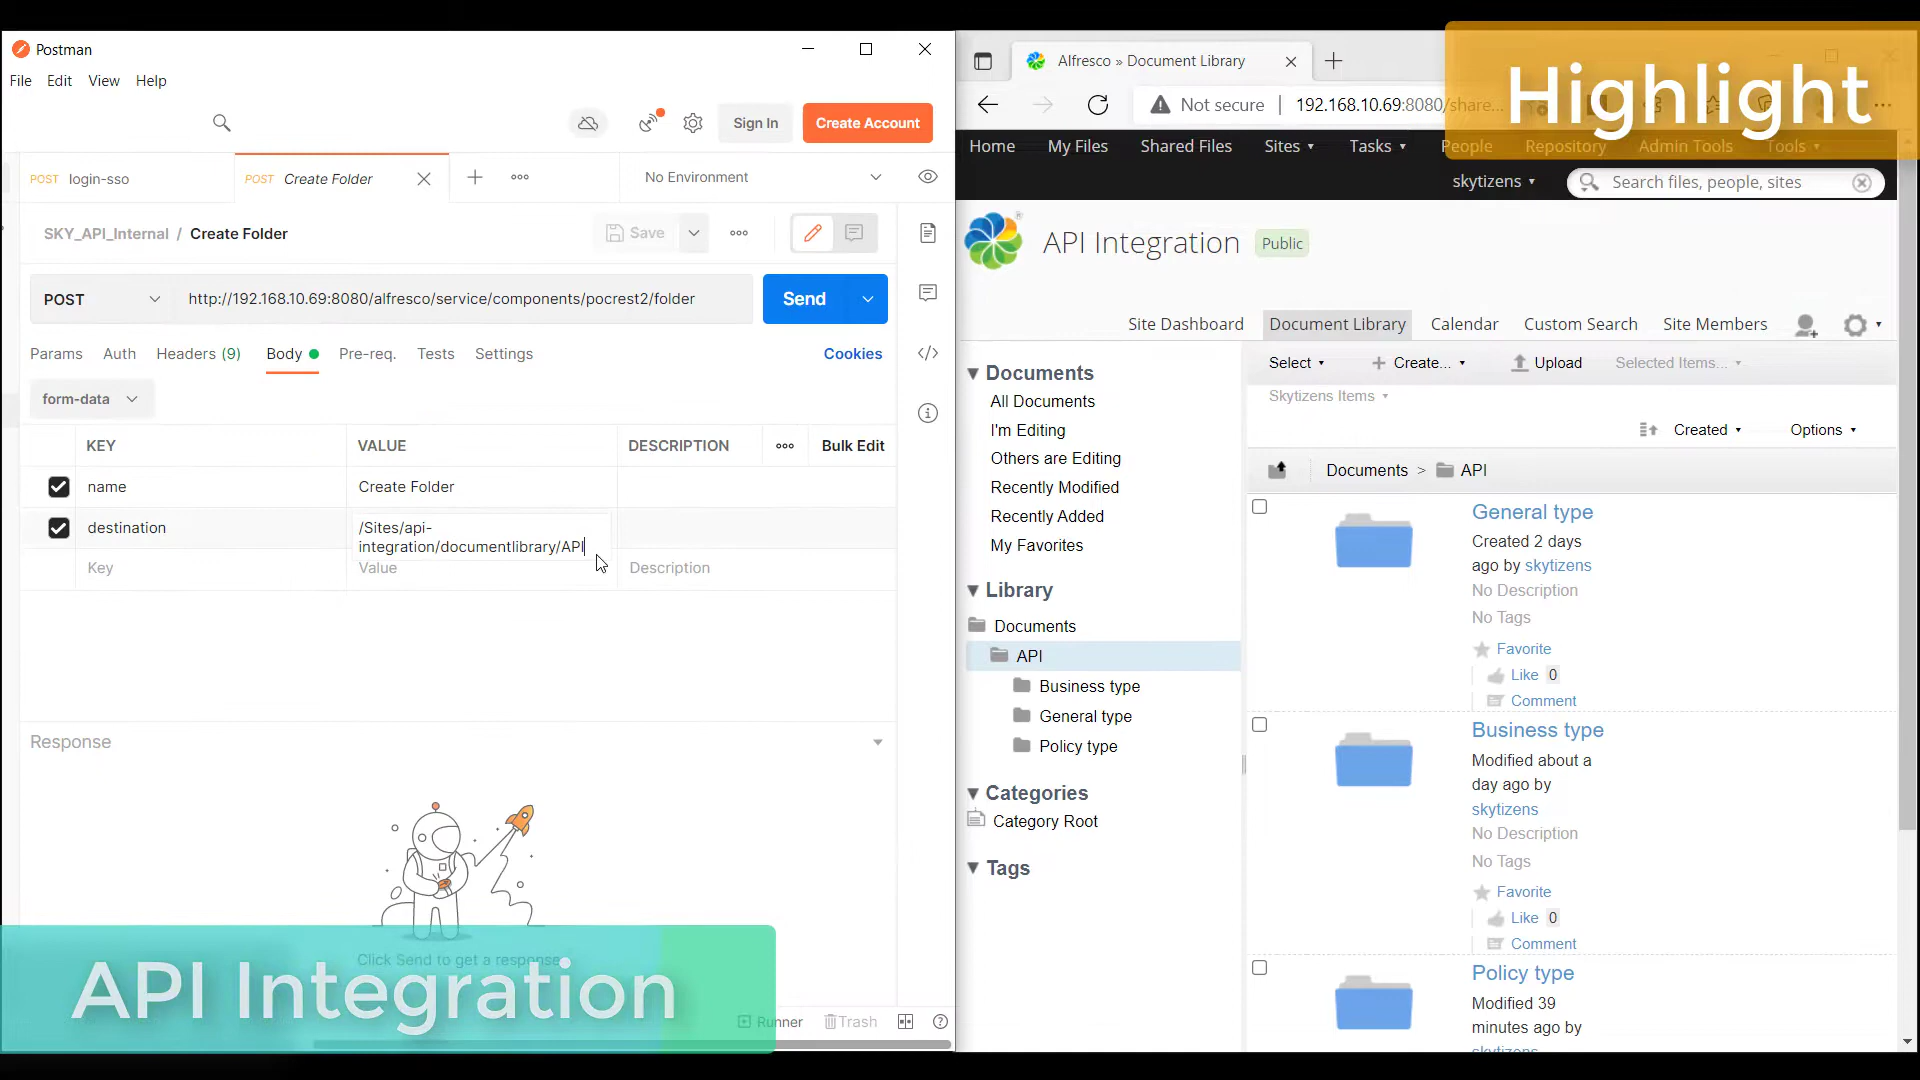 Postman
File Edit View Help
Sign In
Create Account
POST login-sso
POST Create Folder
No Environment
SKY_API_Internal / Create Folder
Save
POST
http://192.168.10.69:8080/alfresco/service/components/pocrest2/folder
Send
Params Auth Headers (9) Body Pre-req. Tests Settings
Cookies
form-data
KEY VALUE DESCRIPTION Bulk Edit
name Create Folder
destination /Sites/api-
integration/documentlibrary/API
Key Value Description
Response
Click Send to get a response
API Integration
Runner Trash
Alfresco » Document Library
Highlight
Not secure 192.168.10.69:8080/share...
Home My Files Shared Files Sites Tasks People Repository Admin Tools Tools
skytizens
Search files, people, sites
API Integration Public
Site Dashboard Document Library Calendar Custom Search Site Members
Select Create... Upload Selected Items...
Skytizens Items
Created Options
Documents > API
Documents
All Documents
I'm Editing
Others are Editing
Recently Modified
Recently Added
My Favorites
Library
Documents
API
Business type
General type
Policy type
Categories
Category Root
Tags
General type
Created 2 days
ago by skytizens
No Description
No Tags
Favorite
Like 0
Comment
Business type
Modified about a
day ago by
skytizens
No Description
No Tags
Favorite
Like 0
Comment
Policy type
Modified 39
minutes ago by
skytizens